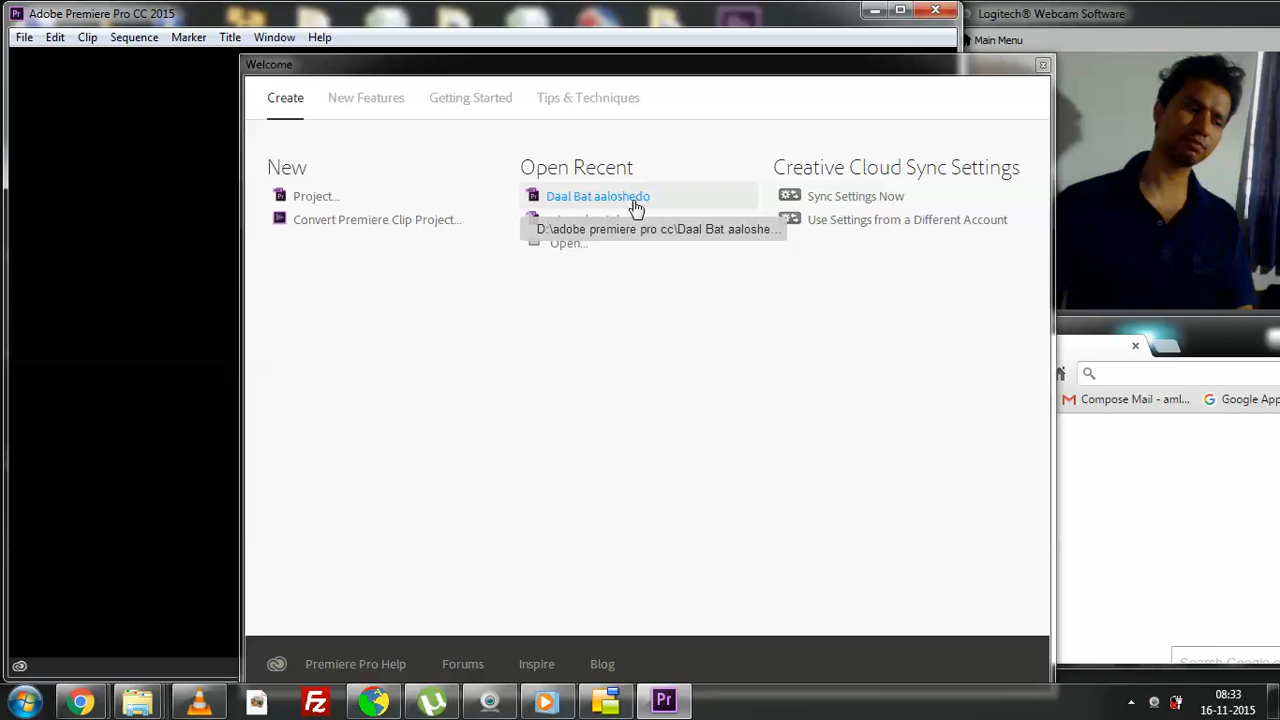 Adobe Premiere Pro CC 2015
Logitech® Webcam Software
File Edit Clip Sequence Marker Title Window Help
Main Menu
Welcome
Create New Features Getting Started Tips & Techniques
New
Open Recent
Creative Cloud Sync Settings
Project...
Daal Bat aaloshedo
Sync Settings Now
Convert Premiere Clip Project...
Use Settings from a Different Account
D:\adobe premiere pro cc\Daal Bat aaloshe...
Open...
Compose Mail - aml...
Google App
Search Google o
Premiere Pro Help Forums Inspire Blog
08:33
16-11-2015